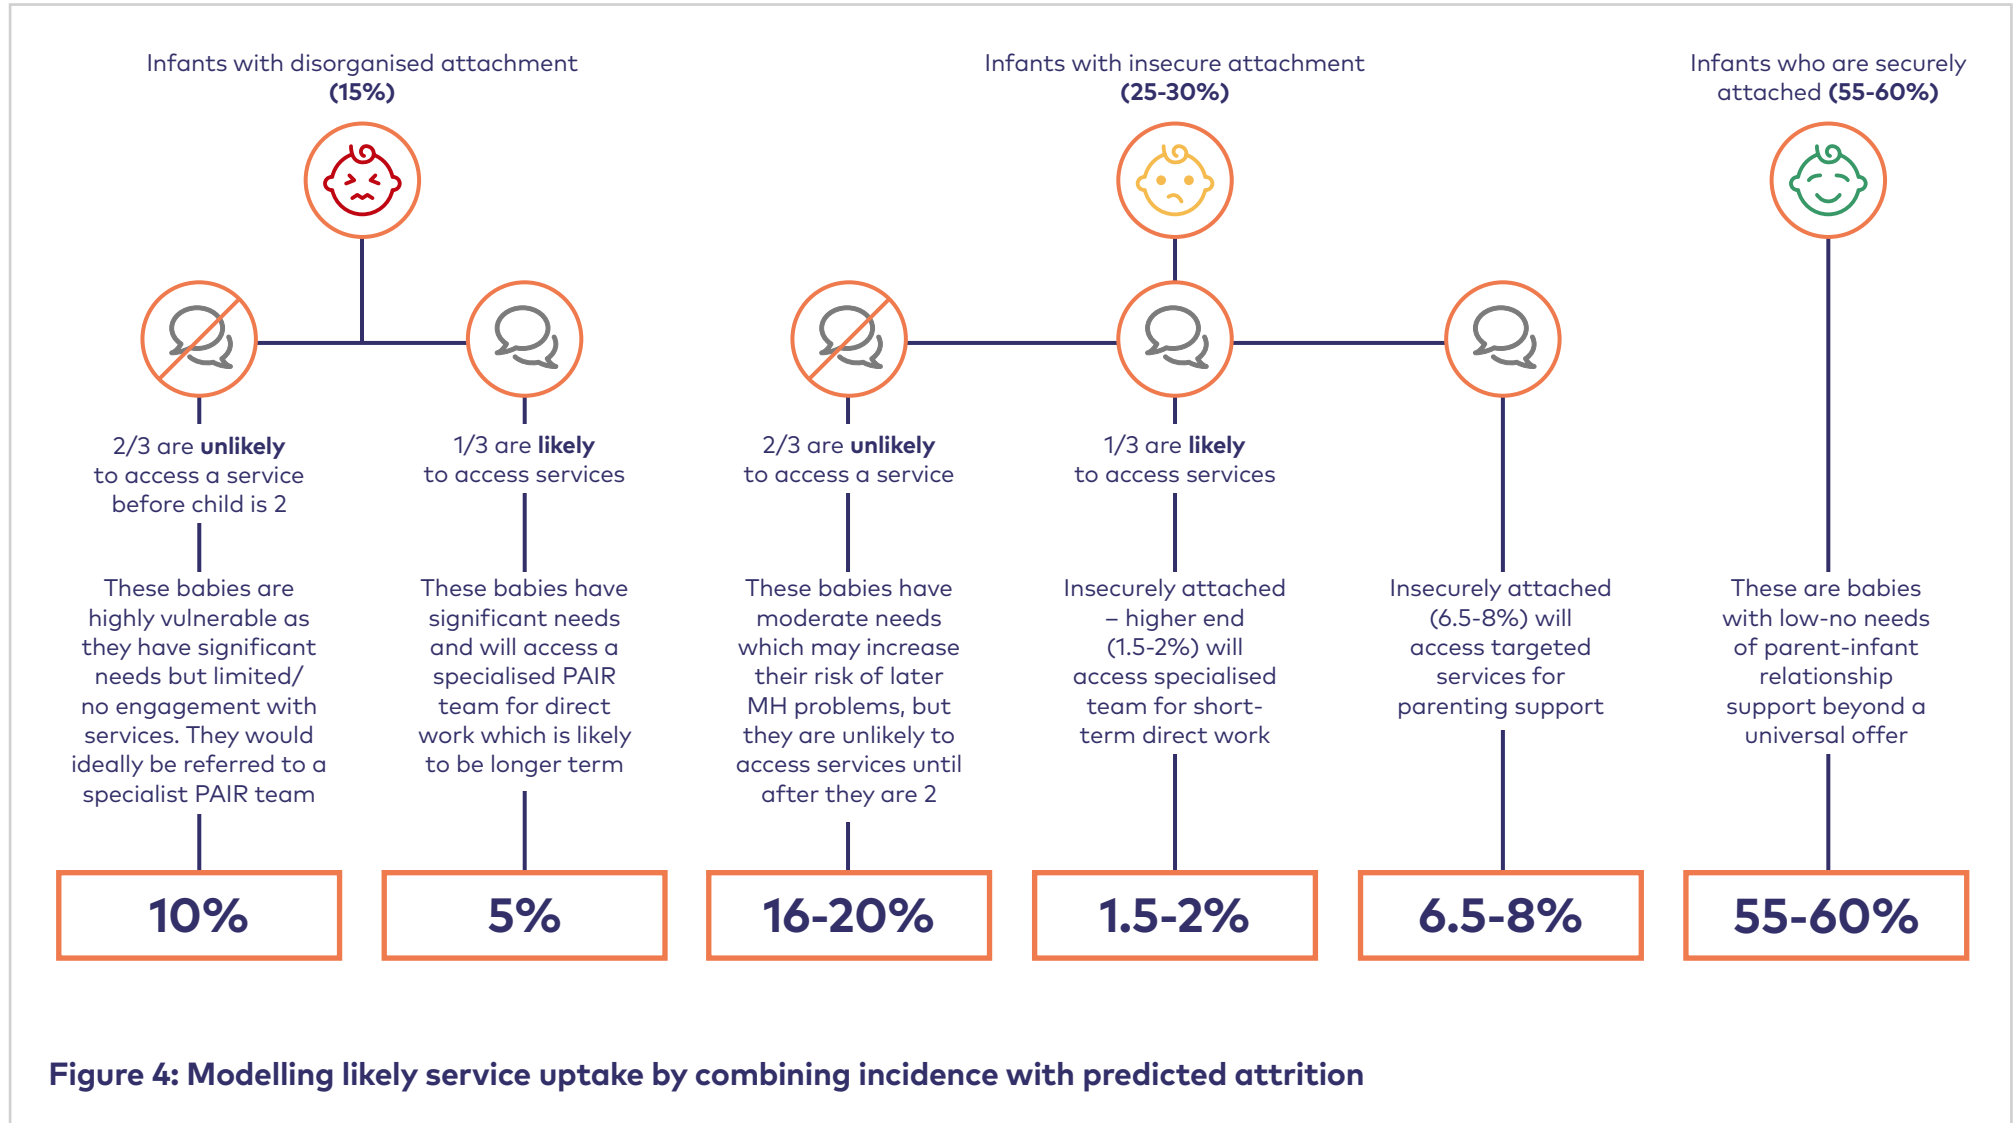 Infants with disorganised attachment
(15%)
Infants with insecure attachment
(25-30%)
Infants who are securely
attached (55-60%)
2/3 are unlikely
to access a service
before child is 2
1/3 are likely
to access services
2/3 are unlikely
to access a service
1/3 are likely
to access services
These babies are
highly vulnerable as
they have significant
needs but limited/
no engagement with
services. They would
ideally be referred to a
specialist PAIR team
These babies have
significant needs
and will access a
specialised PAIR
team for direct
work which is likely
to be longer term
These babies have
moderate needs
which may increase
their risk of later
MH problems, but
they are unlikely to
access services until
after they are 2
Insecurely attached
– higher end
(1.5-2%) will
access specialised
team for short-
term direct work
Insecurely attached
(6.5-8%) will
access targeted
services for
parenting support
These are babies
with low-no needs
of parent-infant
relationship
support beyond a
universal offer
10%
5%
16-20%
1.5-2%
6.5-8%
55-60%
Figure 4: Modelling likely service uptake by combining incidence with predicted attrition